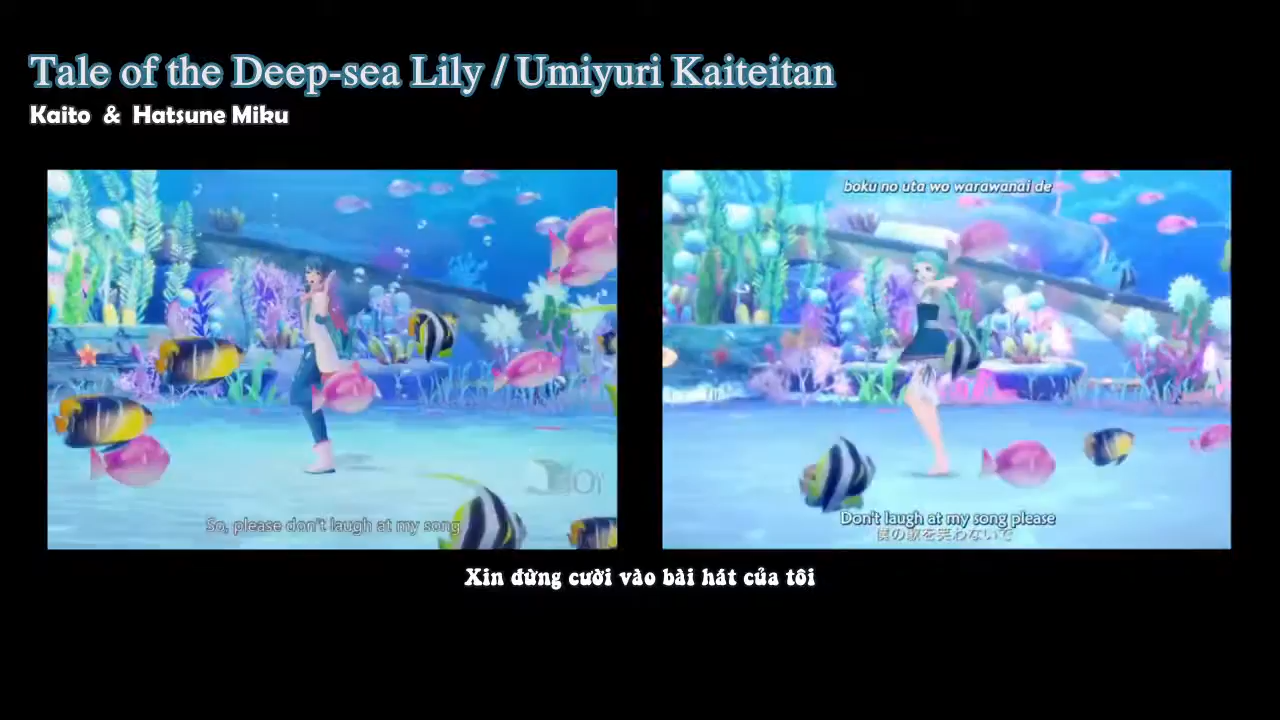 Tale of the Deep-sea Lily / Umiyuri Kaiteitan
Kaito & Hatsune Miku
boku no uta wo warawanai de
So, please don't laugh at my song
Don't laugh at my song please
僕の歌を笑わないで
Xin đừng cười vào bài hát của tôi